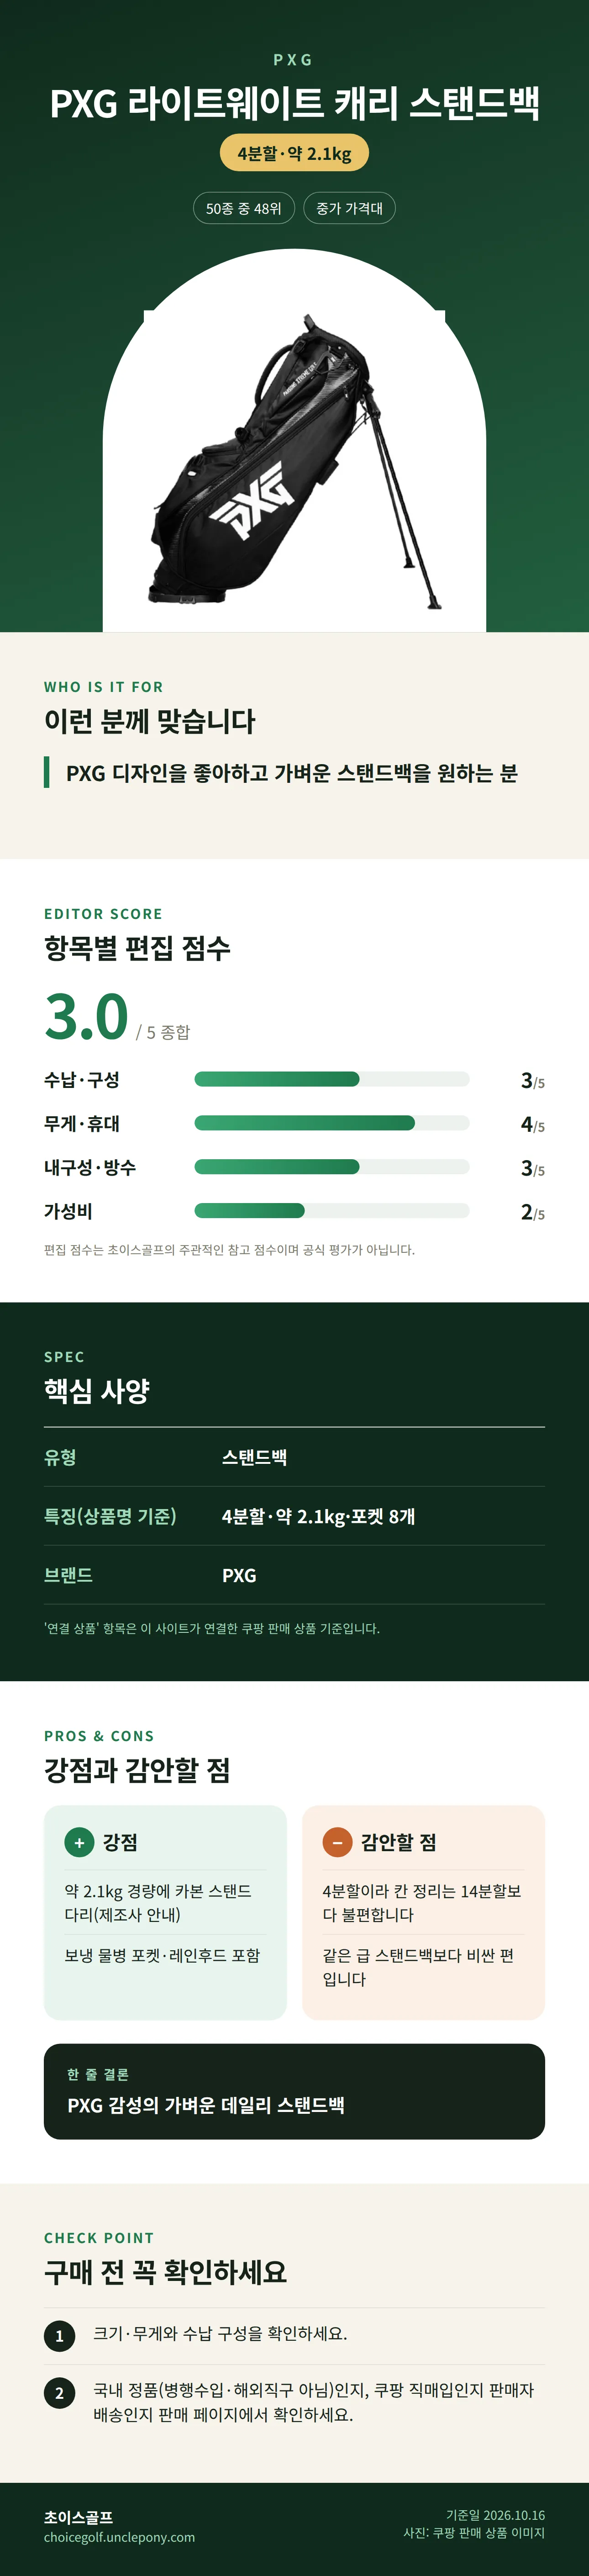 PXG
PXG 라이트웨이트 캐리 스탠드백
4분할·약 2.1kg
50종 중 48위
중가 가격대
PARSONS XTREME GOLF
PXG
WHO IS IT FOR
이런 분께 맞습니다
PXG 디자인을 좋아하고 가벼운 스탠드백을 원하는 분
EDITOR SCORE
항목별 편집 점수
3.0 / 5 종합
수납·구성 3/5
무게·휴대 4/5
내구성·방수 3/5
가성비 2/5
편집 점수는 초이스골프의 주관적인 참고 점수이며 공식 평가가 아닙니다.
SPEC
핵심 사양
유형 스탠드백
특징(상품명 기준) 4분할·약 2.1kg·포켓 8개
브랜드 PXG
'연결 상품' 항목은 이 사이트가 연결한 쿠팡 판매 상품 기준입니다.
PROS & CONS
강점과 감안할 점
+ 강점
약 2.1kg 경량에 카본 스탠드
다리(제조사 안내)
보냉 물병 포켓·레인후드 포함
− 감안할 점
4분할이라 칸 정리는 14분할보
다 불편합니다
같은 급 스탠드백보다 비싼 편
입니다
한 줄 결론
PXG 감성의 가벼운 데일리 스탠드백
CHECK POINT
구매 전 꼭 확인하세요
1 크기·무게와 수납 구성을 확인하세요.
2 국내 정품(병행수입·해외직구 아님)인지, 쿠팡 직매입인지 판매자
배송인지 판매 페이지에서 확인하세요.
초이스골프
choicegolf.unclepony.com
기준일 2026.10.16
사진: 쿠팡 판매 상품 이미지